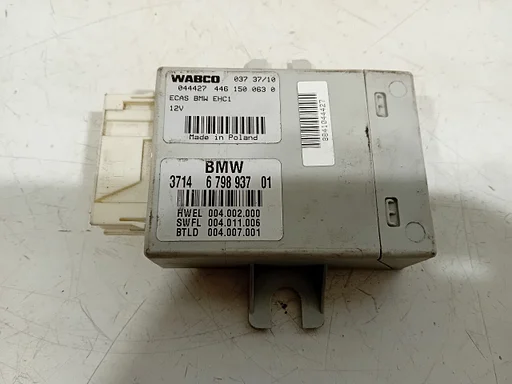 WABCO 037 37/10
044427 446 150 063 0
ECAS BMW EHC1
12V
Made in Poland
8841044427
BMW
3714 6 798 937 01
HWEL 004.002.000
SWFL 004.011.006
BTLD 004.007.001